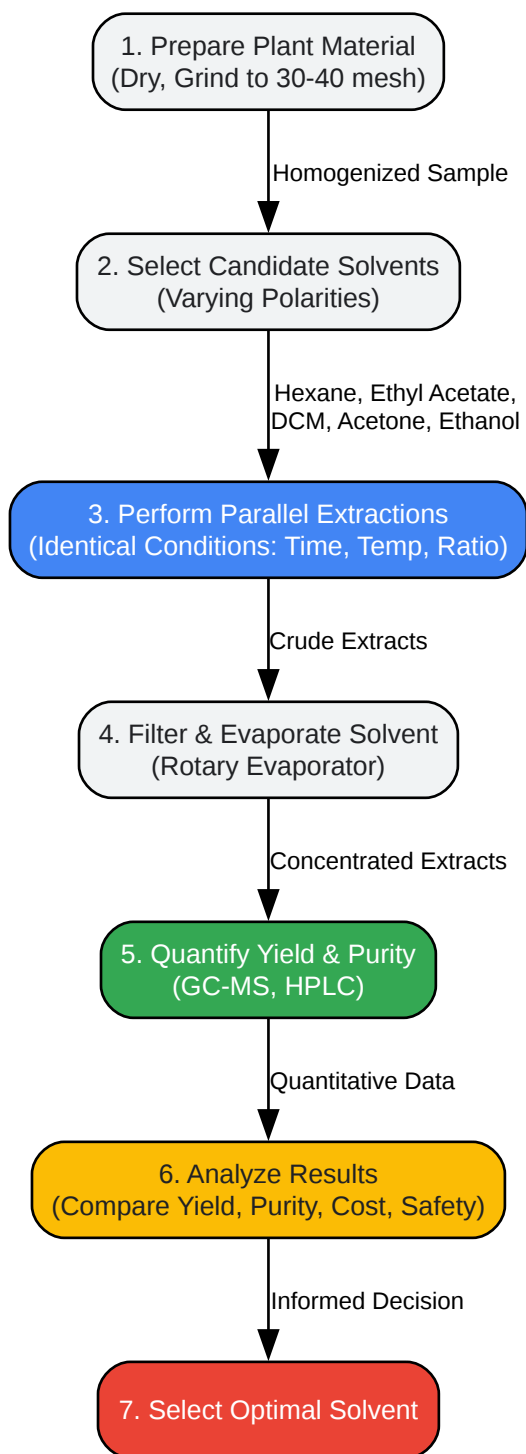 1. Prepare Plant Material
(Dry, Grind to 30-40 mesh)
Homogenized Sample
2. Select Candidate Solvents
(Varying Polarities)
Hexane, Ethyl Acetate,
DCM, Acetone, Ethanol
3. Perform Parallel Extractions
(Identical Conditions: Time, Temp, Ratio)
Crude Extracts
4. Filter & Evaporate Solvent
(Rotary Evaporator)
Concentrated Extracts
5. Quantify Yield & Purity
(GC-MS, HPLC)
Quantitative Data
6. Analyze Results
(Compare Yield, Purity, Cost, Safety)
Informed Decision
7. Select Optimal Solvent